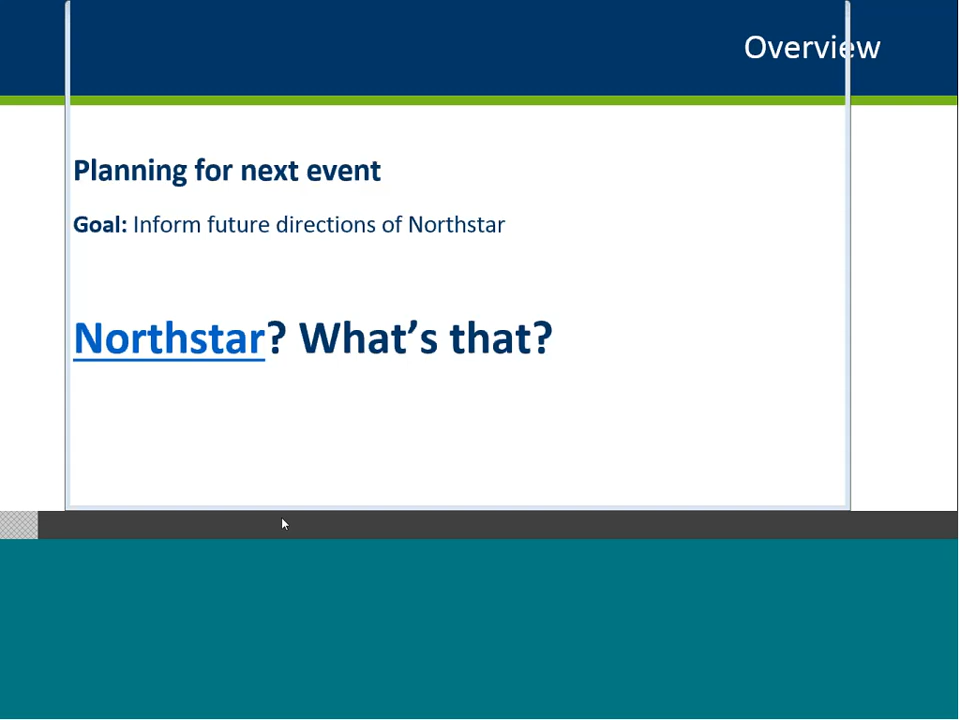 Overview
Planning for next event
Goal: Inform future directions of Northstar
Northstar? What’s that?